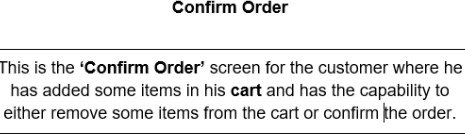 Confirm Order
This is the ‘Confirm Order’ screen for the customer where he
has added some items in his cart and has the capability to
either remove some items from the cart or confirm the order.